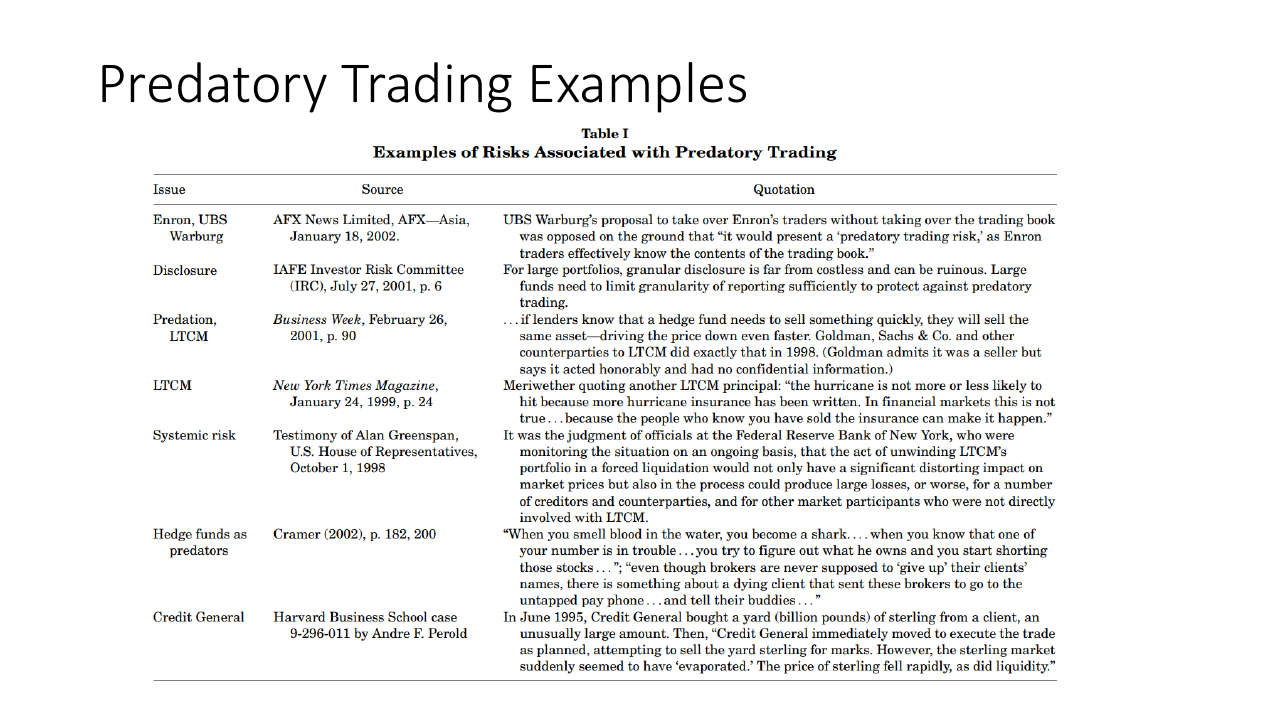 Predatory Trading Examples
Table I
Examples of Risks Associated with Predatory Trading
Issue Source Quotation
Enron, UBS AFX News Limited, AFX—Asia, UBS Warburg's proposal to take over Enron's traders without taking over the trading book
Warburg January 18, 2002. was opposed on the ground that “it would present a ‘predatory trading risk,’ as Enron
traders effectively know the contents of the trading book.”
Disclosure IAFE Investor Risk Committee For large portfolios, granular disclosure is far from costless and can be ruinous. Large
(IRC), July 27, 2001, p. 6 funds need to limit granularity of reporting sufficiently to protect against predatory
trading.
Predation, Business Week, February 26, ...if lenders know that a hedge fund needs to sell something quickly, they will sell the
LTCM 2001, p. 90 same asset—driving the price down even faster. Goldman, Sachs & Co. and other
counterparties to LTCM did exactly that in 1998. (Goldman admits it was a seller but
says it acted honorably and had no confidential information.)
LTCM New York Times Magazine, Meriwether quoting another LTCM principal: “the hurricane is not more or less likely to
January 24, 1999, p. 24 hit because more hurricane insurance has been written. In financial markets this is not
true...because the people who know you have sold the insurance can make it happen.”
Systemic risk Testimony of Alan Greenspan, It was the judgment of officials at the Federal Reserve Bank of New York, who were
U.S. House of Representatives, monitoring the situation on an ongoing basis, that the act of unwinding LTCM's
October 1, 1998 portfolio in a forced liquidation would not only have a significant distorting impact on
market prices but also in the process could produce large losses, or worse, for a number
of creditors and counterparties, and for other market participants who were not directly
involved with LTCM.
Hedge funds as Cramer (2002), p. 182, 200 “When you smell blood in the water, you become a shark....when you know that one of
predators your number is in trouble...you try to figure out what he owns and you start shorting
those stocks...”; “even though brokers are never supposed to ‘give up’ their clients’
names, there is something about a dying client that sent these brokers to go to the
untapped pay phone...and tell their buddies...”
Credit General Harvard Business School case In June 1995, Credit General bought a yard (billion pounds) of sterling from a client, an
9-296-011 by Andre F. Perold unusually large amount. Then, “Credit General immediately moved to execute the trade
as planned, attempting to sell the yard sterling for marks. However, the sterling market
suddenly seemed to have ‘evaporated.’ The price of sterling fell rapidly, as did liquidity.”